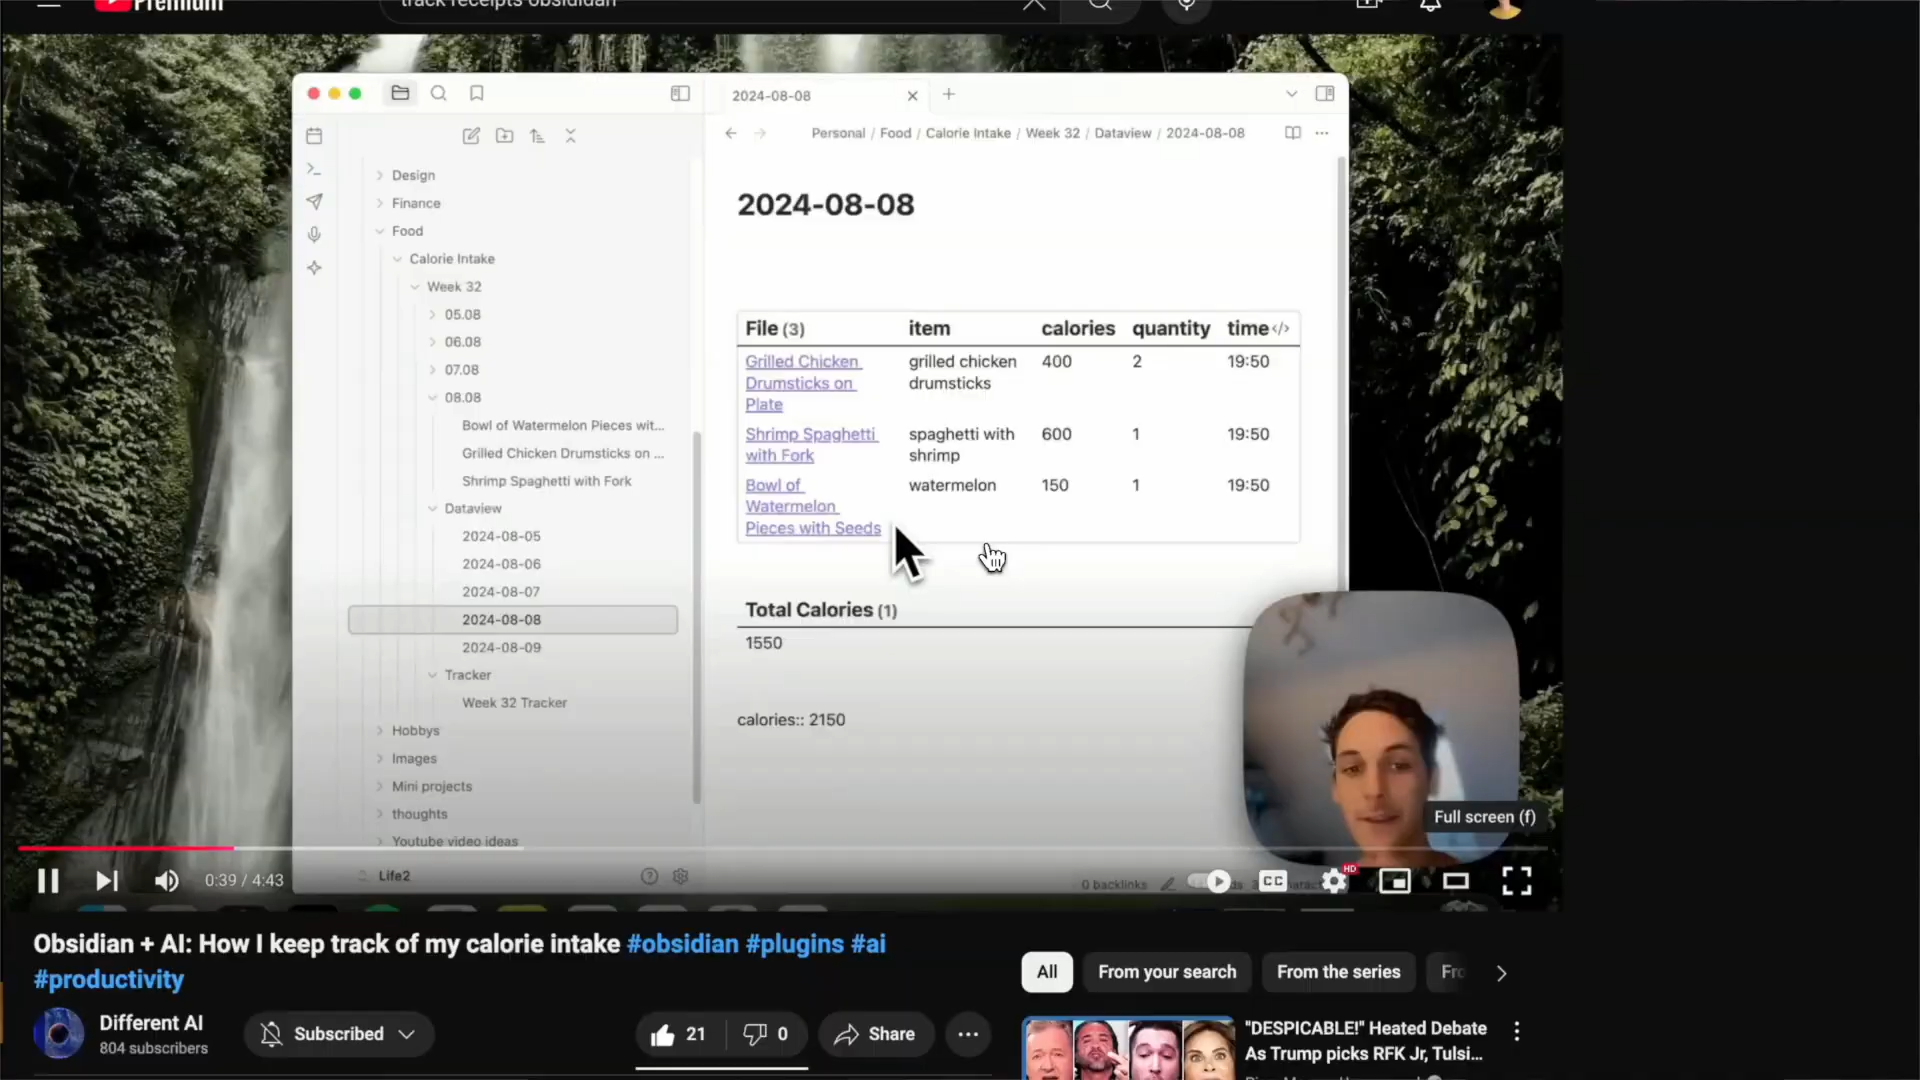 Premium
track receipts obsididan
2024-08-08
Personal / Food / Calorie Intake / Week 32 / Dataview / 2024-08-08
Design
Finance
Food
Calorie Intake
Week 32
05.08
06.08
07.08
08.08
Bowl of Watermelon Pieces wit...
Grilled Chicken Drumsticks on ...
Shrimp Spaghetti with Fork
Dataview
2024-08-05
2024-08-06
2024-08-07
2024-08-08
2024-08-09
Tracker
Week 32 Tracker
Hobbys
Images
Mini projects
thoughts
Youtube video ideas
Life2
2024-08-08
File (3) item calories quantity time </>
Grilled Chicken Drumsticks on Plate grilled chicken drumsticks 400 2 19:50
Shrimp Spaghetti with Fork spaghetti with shrimp 600 1 19:50
Bowl of Watermelon Pieces with Seeds watermelon 150 1 19:50
Total Calories (1)
1550
calories:: 2150
0 backlinks
Full screen (f)
0:39 / 4:43
CC
HD
Obsidian + AI: How I keep track of my calorie intake #obsidian #plugins #ai
#productivity
Different AI
804 subscribers
Subscribed
21
0
Share
All
From your search
From the series
"DESPICABLE!" Heated Debate
As Trump picks RFK Jr, Tulsi...